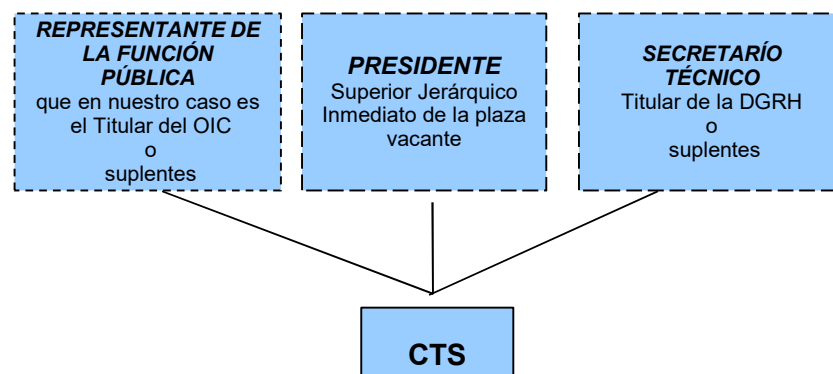 REPRESENTANTE DE
LA FUNCIÓN
PÚBLICA
que en nuestro caso es
el Titular del OIC
o
suplentes
PRESIDENTE
Superior Jerárquico
Inmediato de la plaza
vacante
SECRETARÍO
TÉCNICO
Titular de la DGRH
o
suplentes
CTS